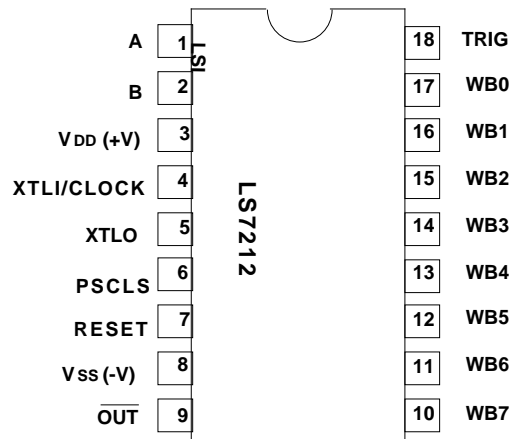 A 1 LSI 18 TRIG
B 2 17 WB0
VDD (+V) 3 16 WB1
XTLI/CLOCK 4 15 WB2
XTLO 5 14 WB3
PSCLS 6 13 WB4
RESET 7 12 WB5
VSS (-V) 8 11 WB6
OUT 9 10 WB7
LS7212